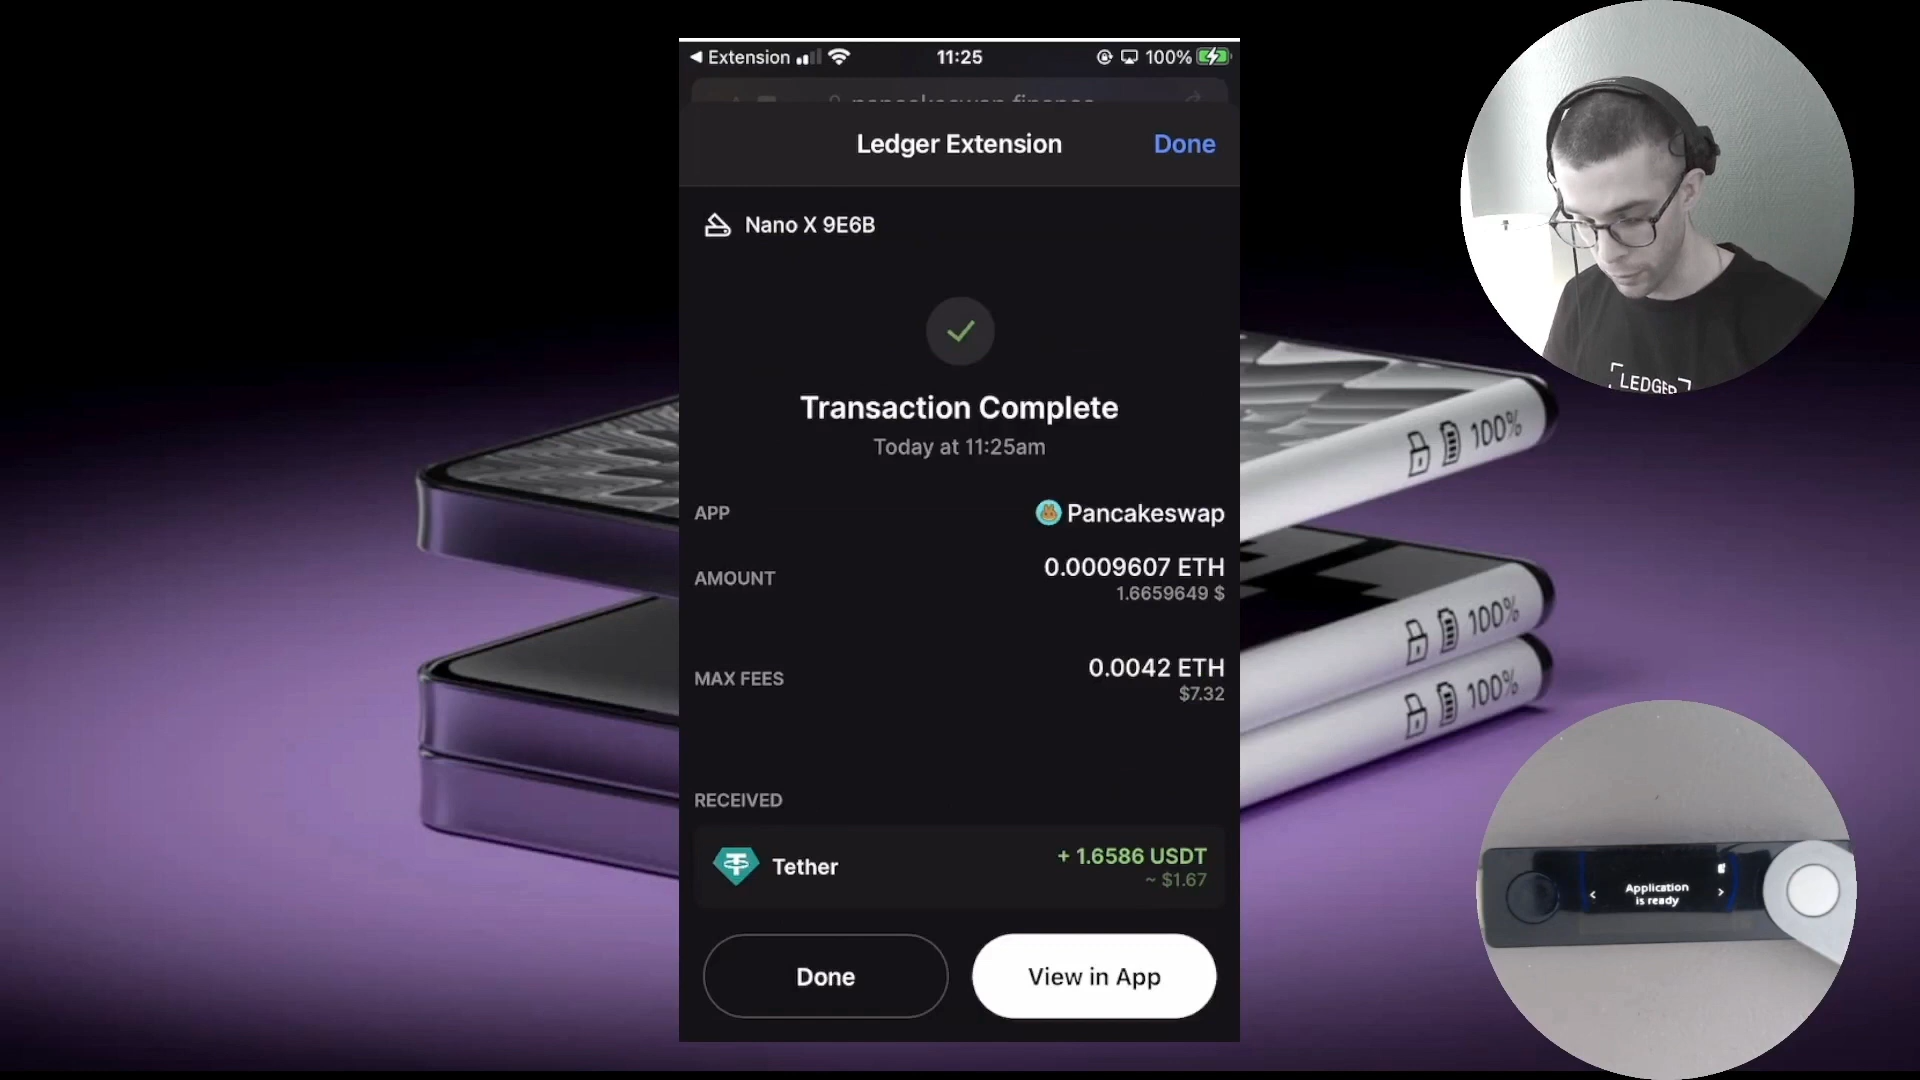 Extension
11:25
100%
Ledger Extension
Done
Nano X 9E6B
Transaction Complete
Today at 11:25am
APP
Pancakeswap
AMOUNT
0.0009607 ETH
1.6659649 $
MAX FEES
0.0042 ETH
$7.32
RECEIVED
Tether
+ 1.6586 USDT
~ $1.67
Done
View in App
100%
100%
100%
LEDGER
Application
is ready